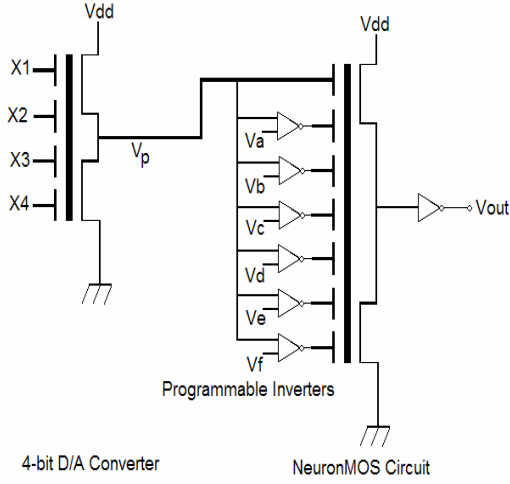 Vdd
Vdd
X1
X2
X3
X4
Vp
Va
Vb
Vc
Vd
Ve
Vf
Vout
Programmable Inverters
4-bit D/A Converter
NeuronMOS Circuit